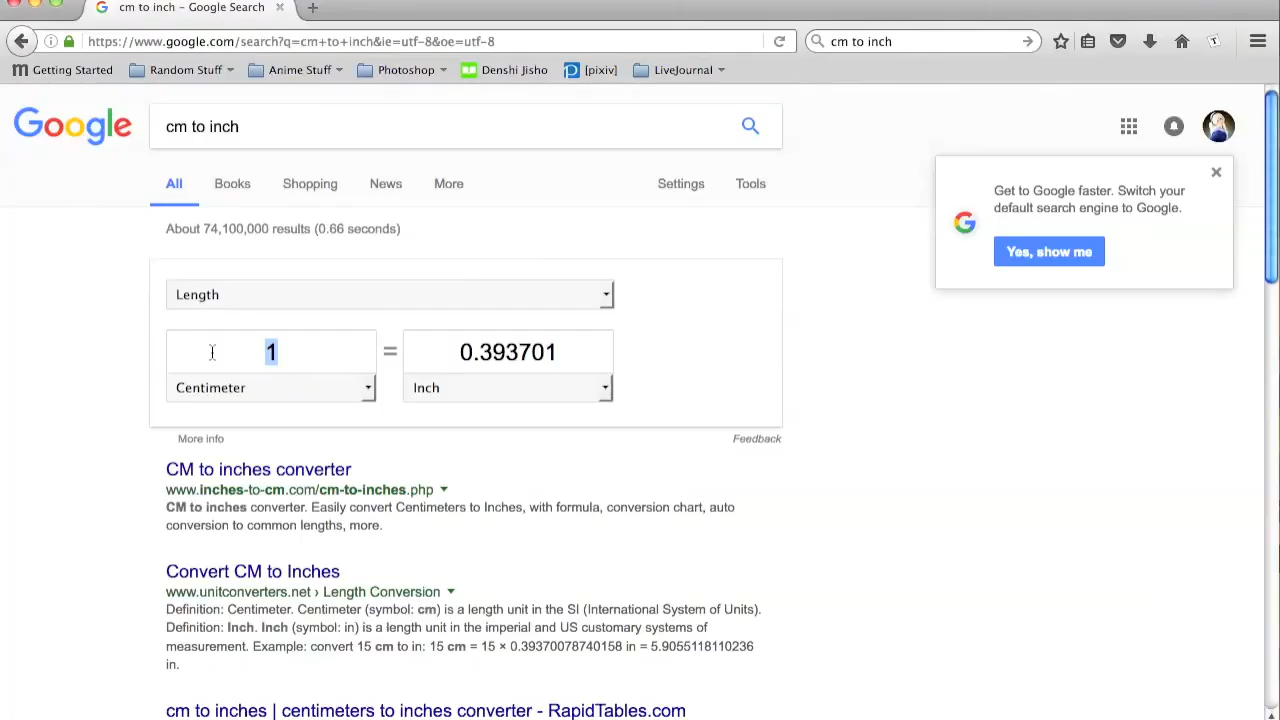 cm to inch – Google Search
https://www.google.com/search?q=cm+to+inch&ie=utf-8&oe=utf-8
cm to inch
Getting Started
Random Stuff
Anime Stuff
Photoshop
Denshi Jisho
[pixiv]
LiveJournal
Google
cm to inch
All
Books
Shopping
News
More
Settings
Tools
Get to Google faster. Switch your
default search engine to Google.
Yes, show me
About 74,100,000 results (0.66 seconds)
Length
1 = 0.393701
Centimeter
Inch
More info
Feedback
CM to inches converter
www.inches-to-cm.com/cm-to-inches.php
CM to inches converter. Easily convert Centimeters to Inches, with formula, conversion chart, auto
conversion to common lengths, more.
Convert CM to Inches
www.unitconverters.net › Length Conversion
Definition: Centimeter. Centimeter (symbol: cm) is a length unit in the SI (International System of Units).
Definition: Inch. Inch (symbol: in) is a length unit in the imperial and US customary systems of
measurement. Example: convert 15 cm to in: 15 cm = 15 × 0.39370078740158 in = 5.9055118110236
in.
cm to inches | centimeters to inches converter - RapidTables.com